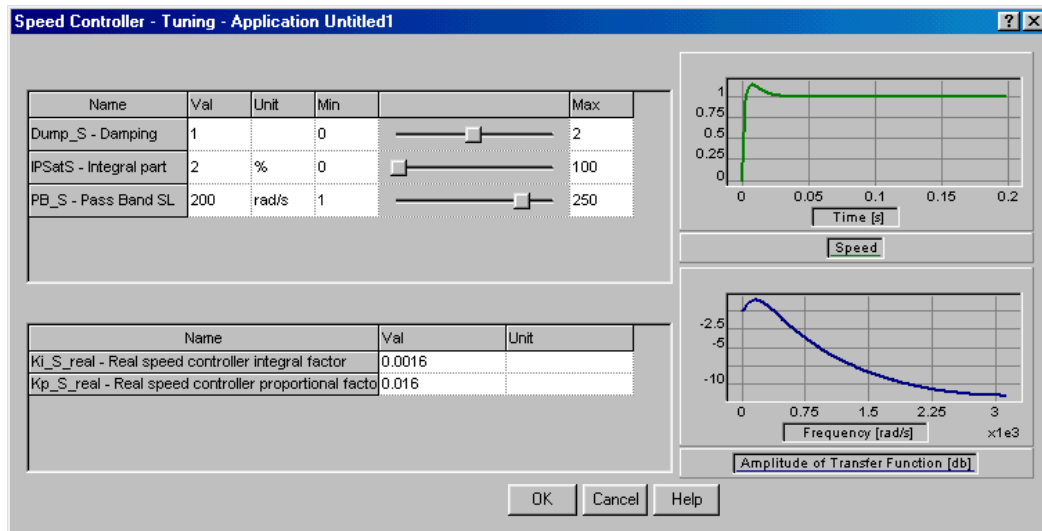 Speed Controller - Tuning - Application Untitled1
Name Val Unit Min Max
Dump_S - Damping 1 0 2
IPSatS - Integral part 2 % 0 100
PB_S - Pass Band SL 200 rad/s 1 250
1
0.75
0.5
0.25
0
0 0.05 0.1 0.15 0.2
Time [s]
Speed
Name Val Unit
Ki_S_real - Real speed controller integral factor 0.0016
Kp_S_real - Real speed controller proportional facto 0.016
-2.5
-5
-10
0 0.75 1.5 2.25 3
Frequency [rad/s] ×1e3
Amplitude of Transfer Function [db]
OK Cancel Help